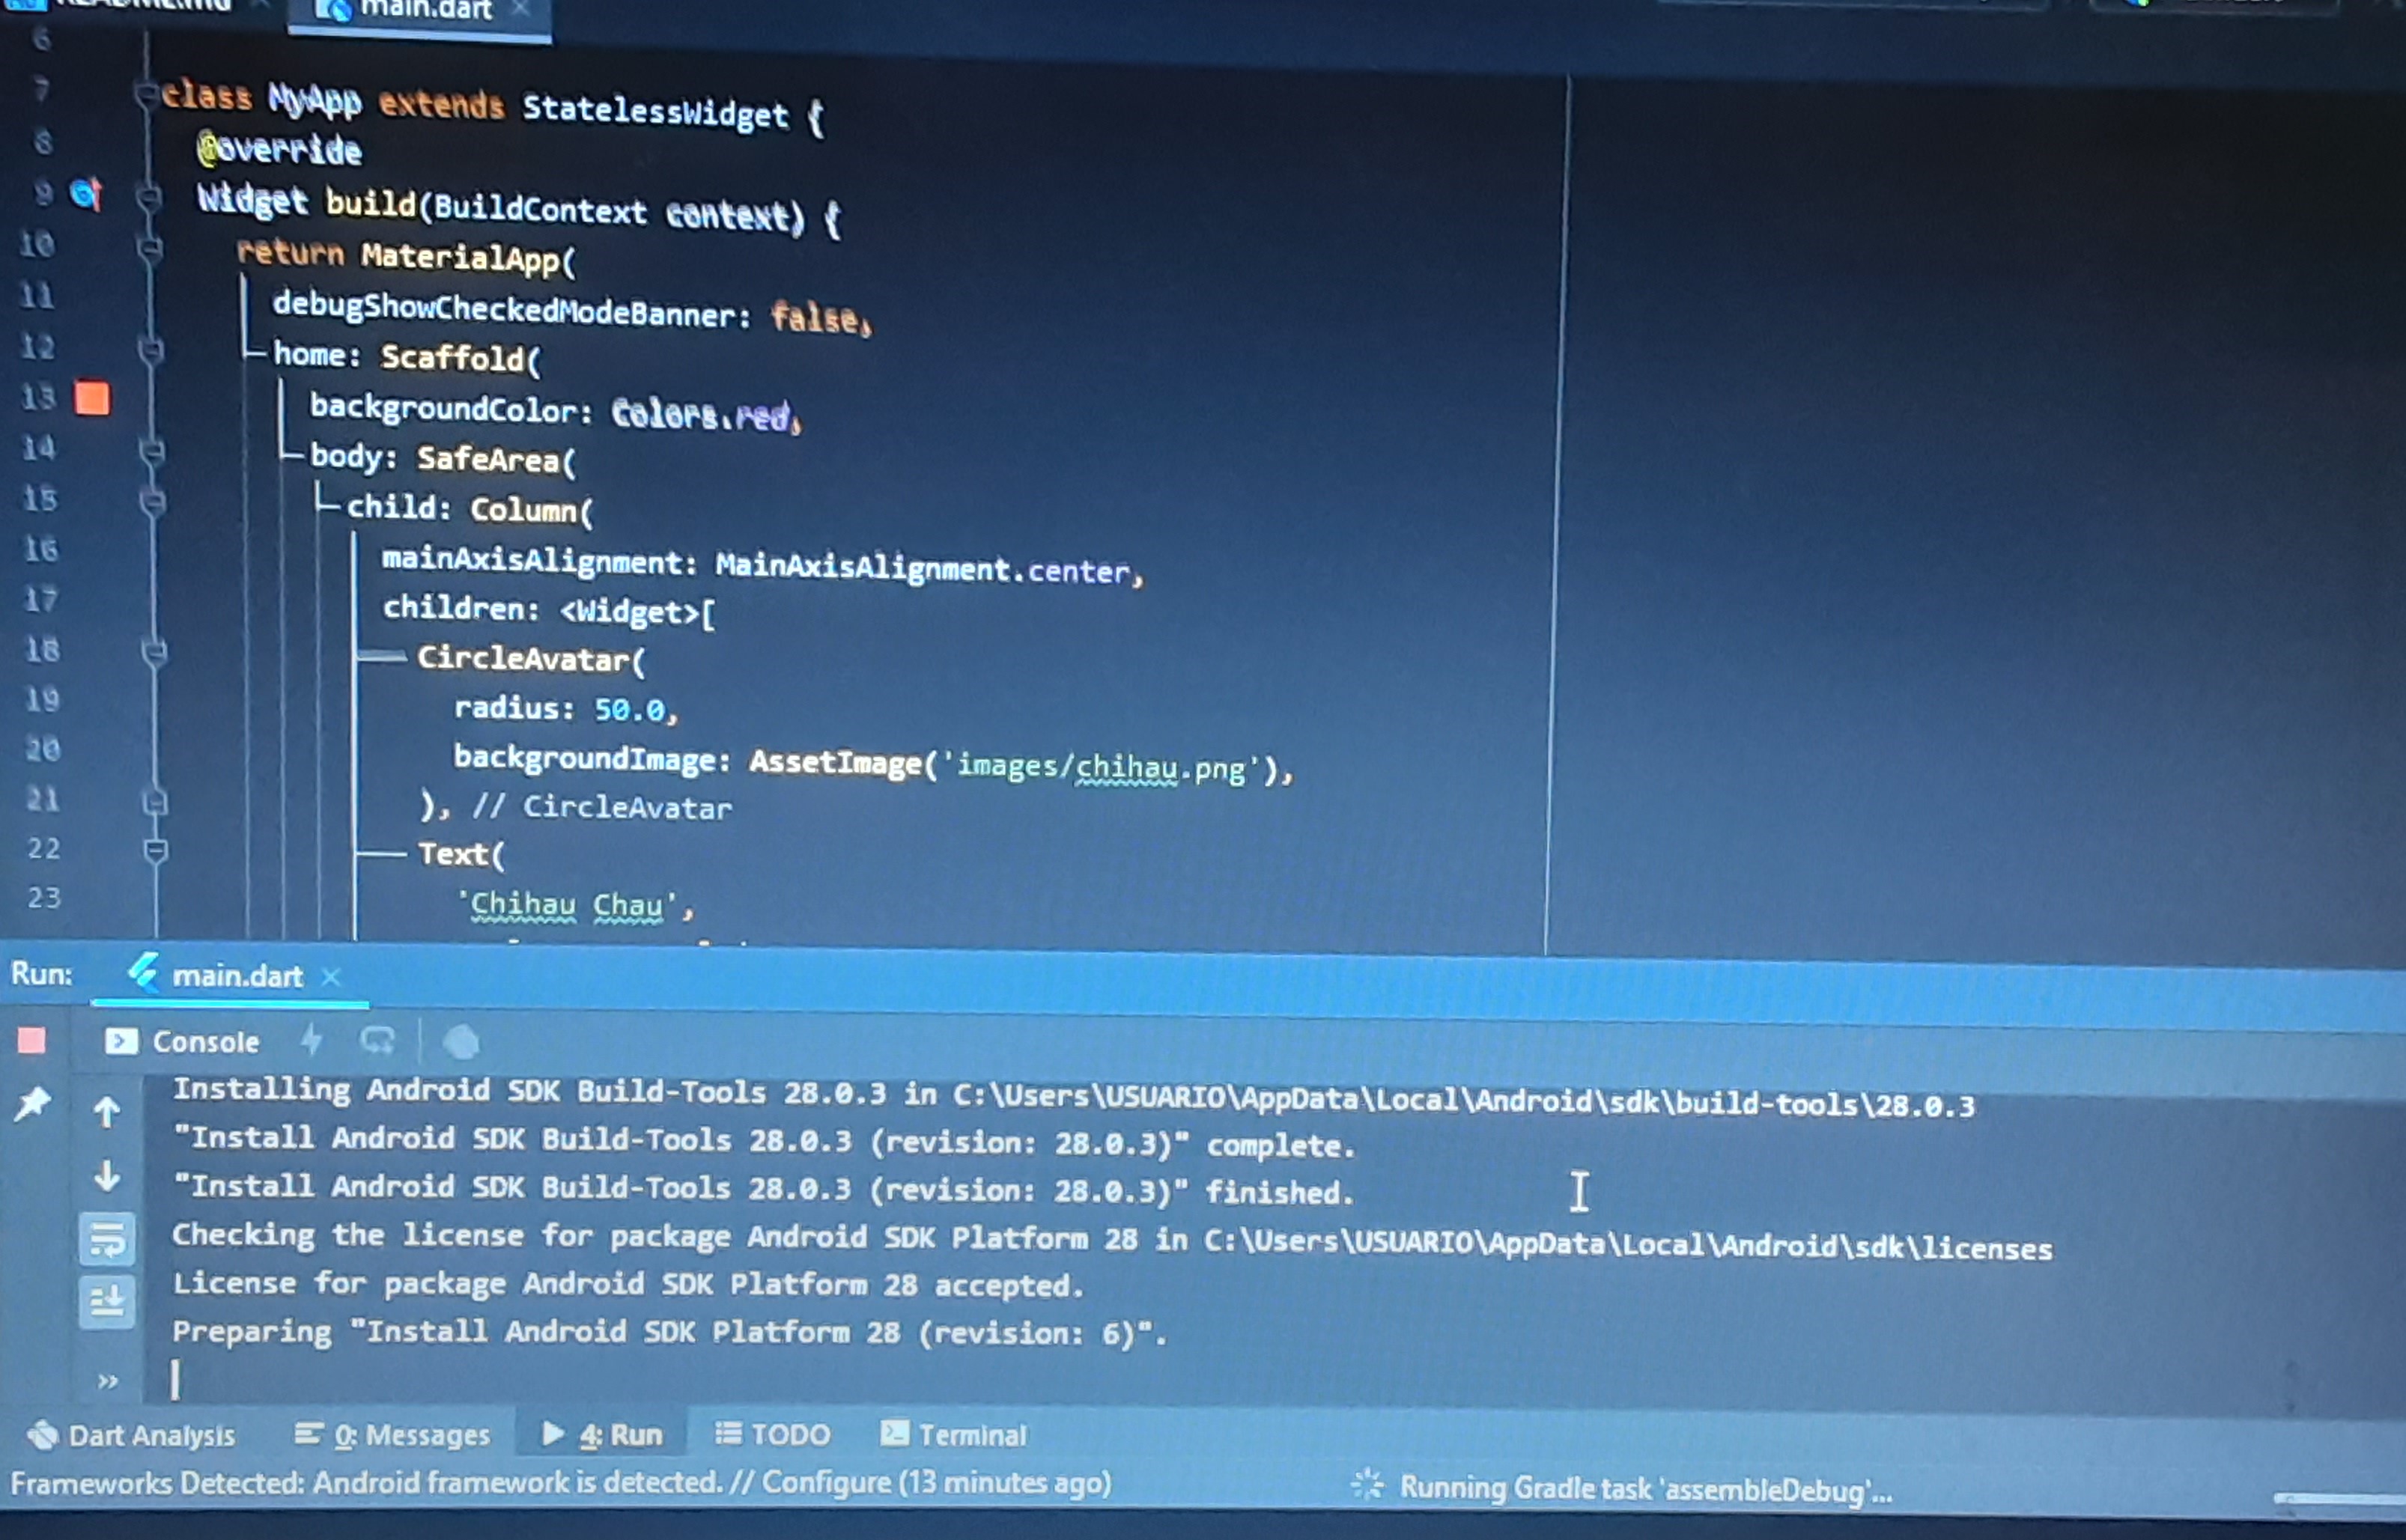 README.md
main.dart
6
7 class MyApp extends StatelessWidget {
8 @override
9 Widget build(BuildContext context) {
10 return MaterialApp(
11 debugShowCheckedModeBanner: false,
12 home: Scaffold(
13 backgroundColor: Colors.red,
14 body: SafeArea(
15 child: Column(
16 mainAxisAlignment: MainAxisAlignment.center,
17 children: <Widget>[
18 CircleAvatar(
19 radius: 50.0,
20 backgroundImage: AssetImage('images/chihau.png'),
21 ), // CircleAvatar
22 Text(
23 'Chihau Chau',
Run: main.dart
Console
Installing Android SDK Build-Tools 28.0.3 in C:\Users\USUARIO\AppData\Local\Android\sdk\build-tools\28.0.3
"Install Android SDK Build-Tools 28.0.3 (revision: 28.0.3)" complete.
"Install Android SDK Build-Tools 28.0.3 (revision: 28.0.3)" finished.
Checking the license for package Android SDK Platform 28 in C:\Users\USUARIO\AppData\Local\Android\sdk\licenses
License for package Android SDK Platform 28 accepted.
Preparing "Install Android SDK Platform 28 (revision: 6)".
Dart Analysis 0: Messages 4: Run TODO Terminal
Frameworks Detected: Android framework is detected. // Configure (13 minutes ago) Running Gradle task 'assembleDebug'...